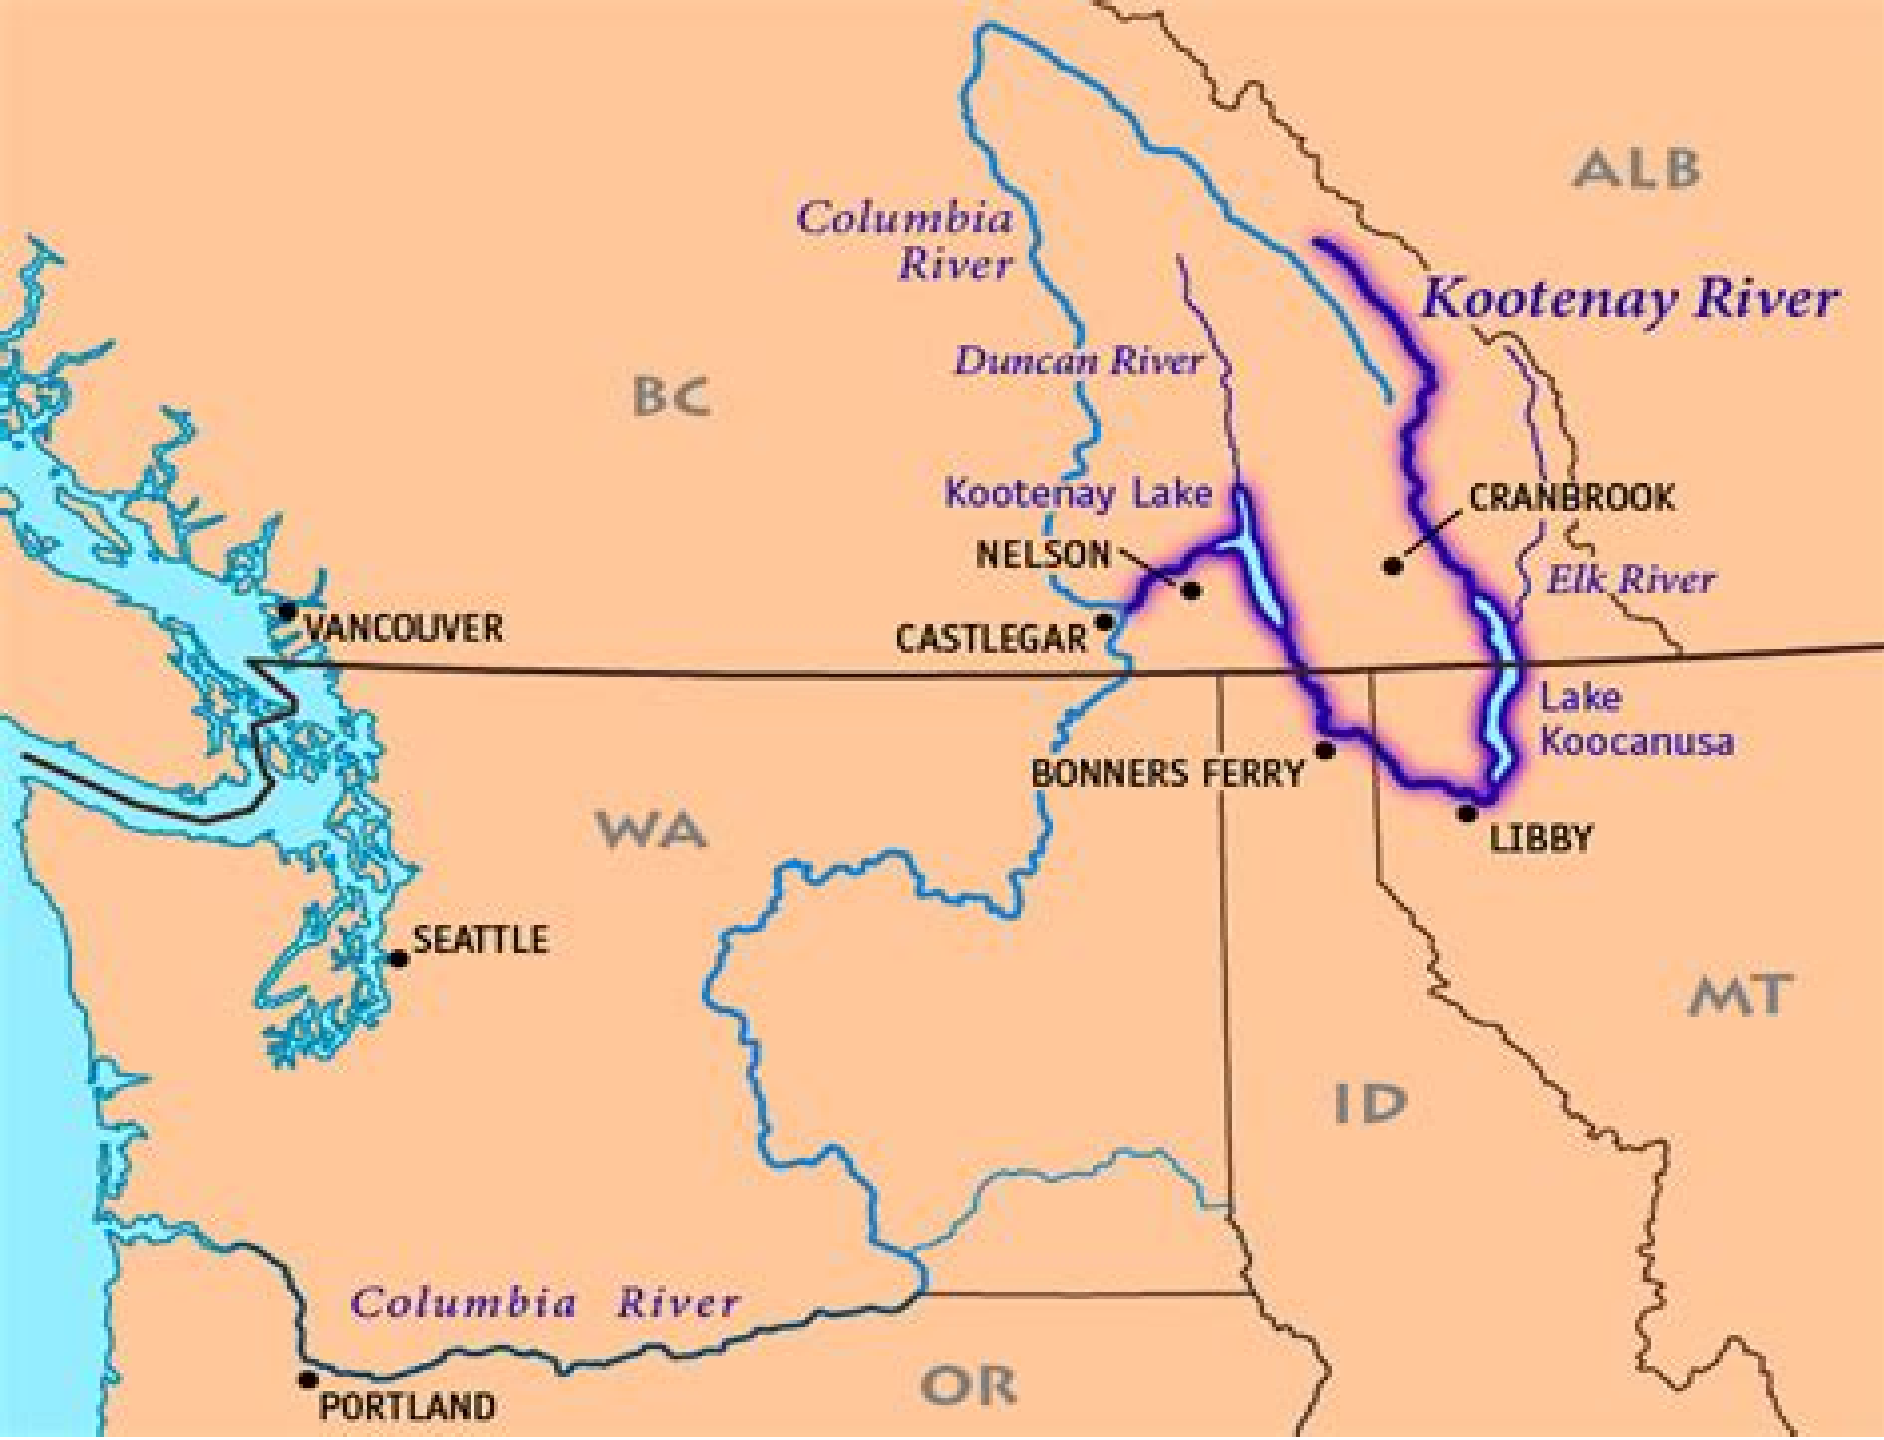 ALB
Columbia
River
Kootenay River
Duncan River
BC
Kootenay Lake
CRANBROOK
NELSON
Elk River
VANCOUVER
CASTLEGAR
Lake
Koocanusa
BONNERS FERRY
WA
LIBBY
SEATTLE
MT
ID
Columbia River
OR
PORTLAND